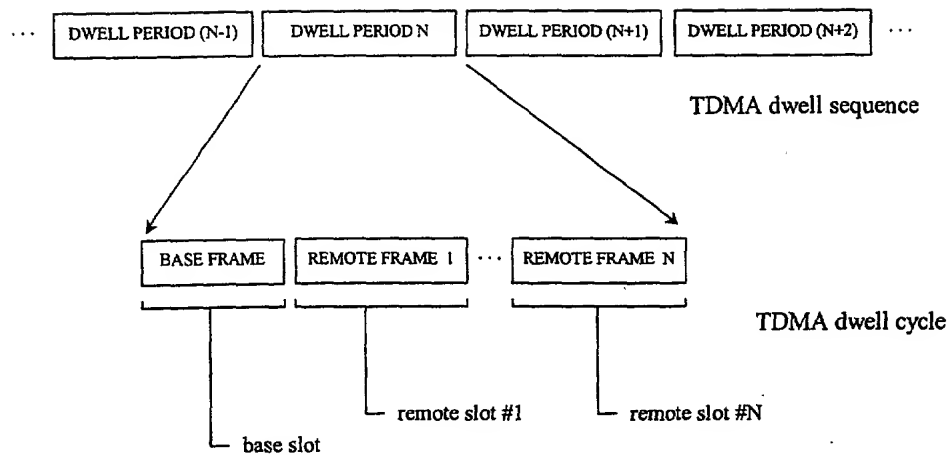 ... DWELL PERIOD (N-1) DWELL PERIOD N DWELL PERIOD (N+1) DWELL PERIOD (N+2) ...
TDMA dwell sequence
BASE FRAME REMOTE FRAME 1 ... REMOTE FRAME N
TDMA dwell cycle
remote slot #1 remote slot #N
base slot